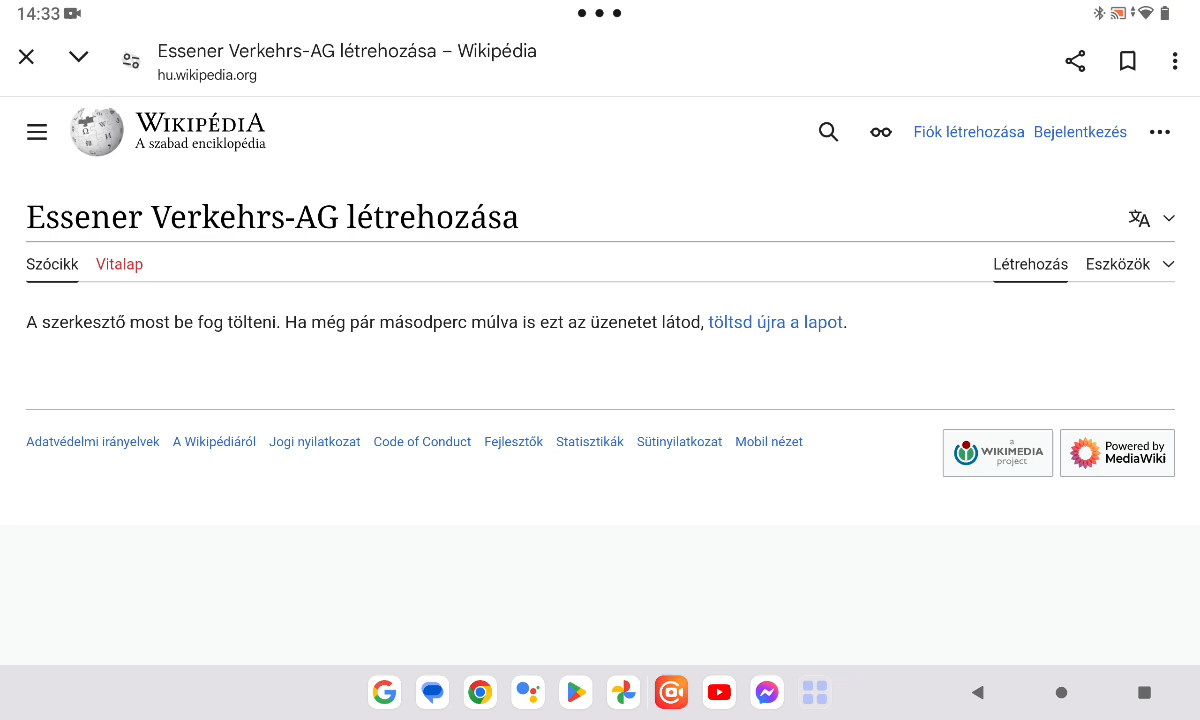 14:33
Essener Verkehrs-AG létrehozása – Wikipédia
hu.wikipedia.org
WIKIPÉDIA
A szabad enciklopédia
Fiók létrehozása Bejelentkezés
Essener Verkehrs-AG létrehozása
Szócikk Vitalap Létrehozás Eszközök
A szerkesztő most be fog tölteni. Ha még pár másodperc múlva is ezt az üzenetet látod, töltsd újra a lapot.
Adatvédelmi irányelvek A Wikipédiáról Jogi nyilatkozat Code of Conduct Fejlesztők Statisztikák Sütinyilatkozat Mobil nézet
a
WIKIMEDIA
project
Powered by
MediaWiki